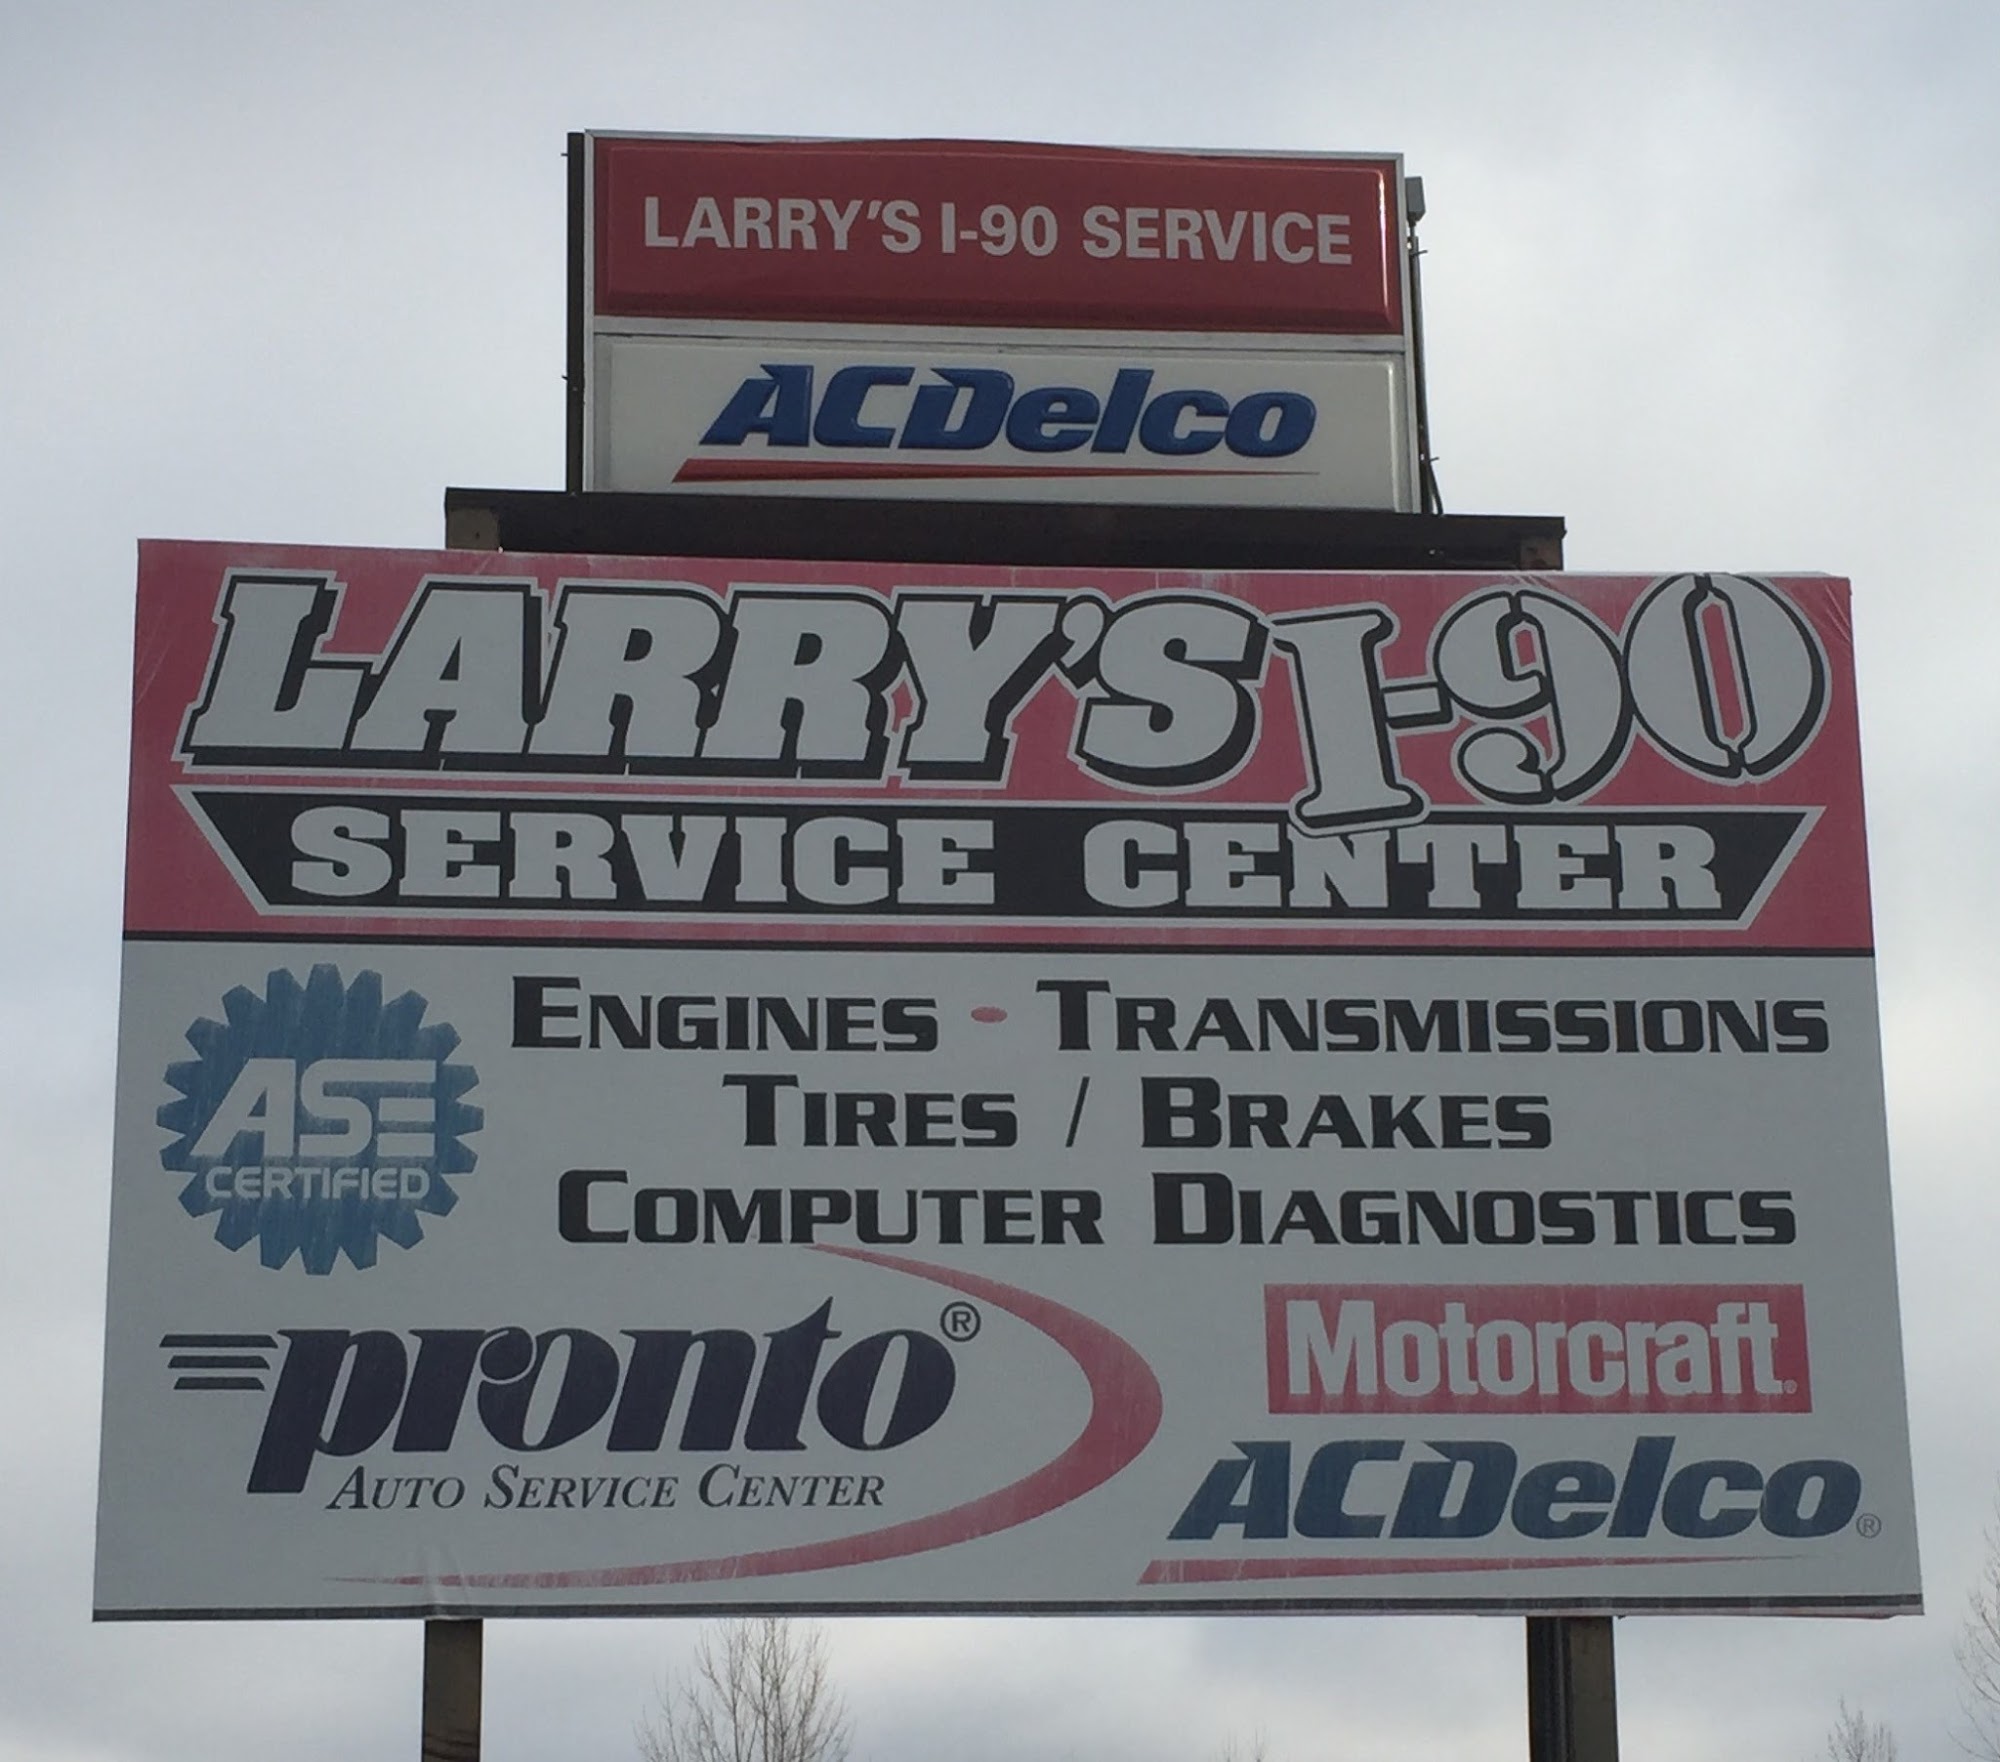 LARRY'S I-90 SERVICE
ACDelco
LARRY'S I-90
SERVICE CENTER
ENGINES • TRANSMISSIONS
TIRES / BRAKES
COMPUTER DIAGNOSTICS
ASE
CERTIFIED
pronto®
AUTO SERVICE CENTER
Motorcraft®
ACDelco®